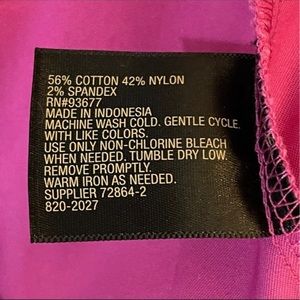 56% COTTON 42% NYLON
2% SPANDEX
RN#93677
MADE IN INDONESIA
MACHINE WASH COLD. GENTLE CYCLE.
WITH LIKE COLORS.
USE ONLY NON-CHLORINE BLEACH
WHEN NEEDED. TUMBLE DRY LOW.
REMOVE PROMPTLY.
WARM IRON AS NEEDED.
SUPPLIER 72864-2
820-2027